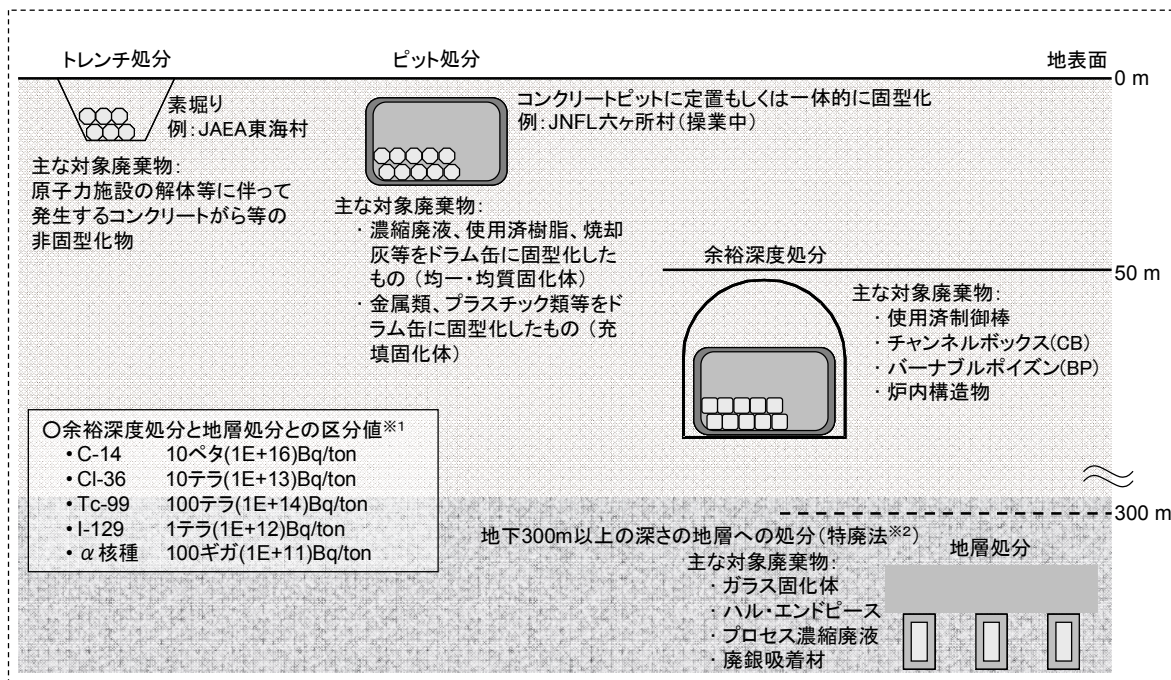 トレンチ処分
ピット処分
地表面
0 m
素堀り
例：JAEA東海村
コンクリートピットに定置もしくは一体的に固型化
例：JNFL六ヶ所村（操業中）
主な対象廃棄物：
原子力施設の解体等に伴って
発生するコンクリートがら等の
非固型化物
主な対象廃棄物：
・濃縮廃液、使用済樹脂、焼却
灰等をドラム缶に固型化した
もの（均一・均質固化体）
・金属類、プラスチック類等をド
ラム缶に固型化したもの（充
填固化体）
余裕深度処分
50 m
主な対象廃棄物：
・使用済制御棒
・チャンネルボックス(CB)
・バーナブルポイズン(BP)
・炉内構造物
〇余裕深度処分と地層処分との区分値※1
・C-14 10ペタ(1E+16)Bq/ton
・Cl-36 10テラ(1E+13)Bq/ton
・Tc-99 100テラ(1E+14)Bq/ton
・I-129 1テラ(1E+12)Bq/ton
・α核種 100ギガ(1E+11)Bq/ton
300 m
地下300m以上の深さの地層への処分（特廃法※2）
地層処分
主な対象廃棄物：
・ガラス固化体
・ハル・エンドピース
・プロセス濃縮廃液
・廃銀吸着材